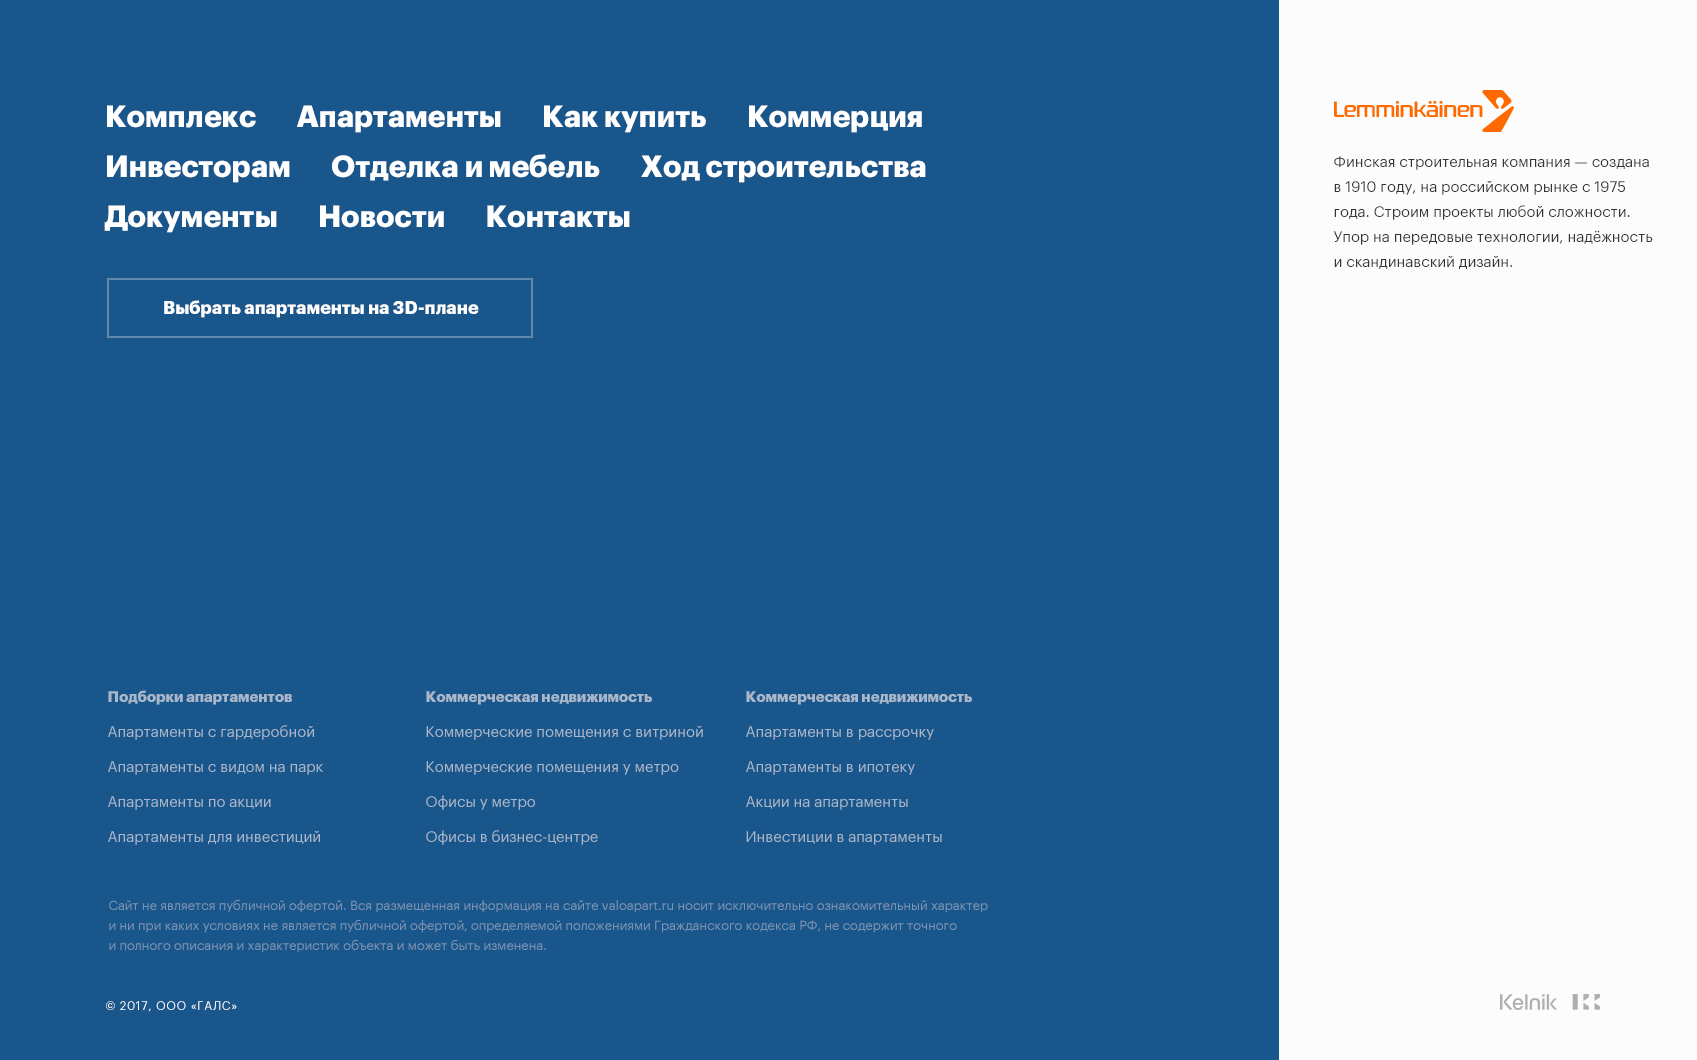 Комплекс Апартаменты Как купить Коммерция
Инвесторам Отделка и мебель Ход строительства
Документы Новости Контакты
Выбрать апартаменты на 3D-плане
Lemminkäinen
Финская строительная компания — создана
в 1910 году, на российском рынке с 1975
года. Строим проекты любой сложности.
Упор на передовые технологии, надёжность
и скандинавский дизайн.
Подборки апартаментов
Апартаменты с гардеробной
Апартаменты с видом на парк
Апартаменты по акции
Апартаменты для инвестиций
Коммерческая недвижимость
Коммерческие помещения с витриной
Коммерческие помещения у метро
Офисы у метро
Офисы в бизнес-центре
Коммерческая недвижимость
Апартаменты в рассрочку
Апартаменты в ипотеку
Акции на апартаменты
Инвестиции в апартаменты
Сайт не является публичной офертой. Вся размещенная информация на сайте valoapart.ru носит исключительно ознакомительный характер
и ни при каких условиях не является публичной офертой, определяемой положениями Гражданского кодекса РФ, не содержит точного
и полного описания и характеристик объекта и может быть изменена.
© 2017, ООО «ГАЛС»
Kelnik